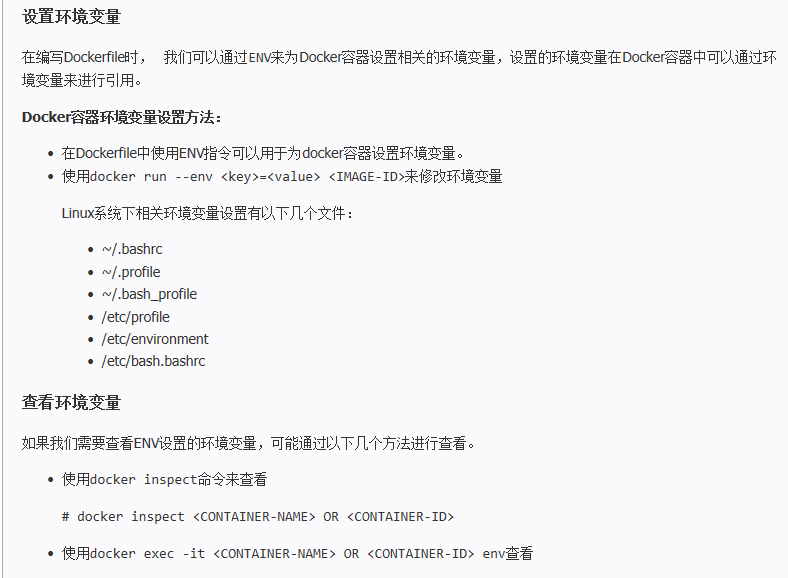 设置环境变量
在编写Dockerfile时， 我们可以通过ENV来为Docker容器设置相关的环境变量，设置的环境变量在Docker容器中可以通过环
境变量来进行引用。
Docker容器环境变量设置方法：
• 在Dockerfile中使用ENV指令可以用于为docker容器设置环境变量。
• 使用docker run --env <key>=<value> <IMAGE-ID>来修改环境变量
Linux系统下相关环境变量设置有以下几个文件：
• ~/.bashrc
• ~/.profile
• ~/.bash_profile
• /etc/profile
• /etc/environment
• /etc/bash.bashrc
查看环境变量
如果我们需要查看ENV设置的环境变量，可能通过以下几个方法进行查看。
• 使用docker inspect命令来查看
# docker inspect <CONTAINER-NAME> OR <CONTAINER-ID>
• 使用docker exec -it <CONTAINER-NAME> OR <CONTAINER-ID> env查看